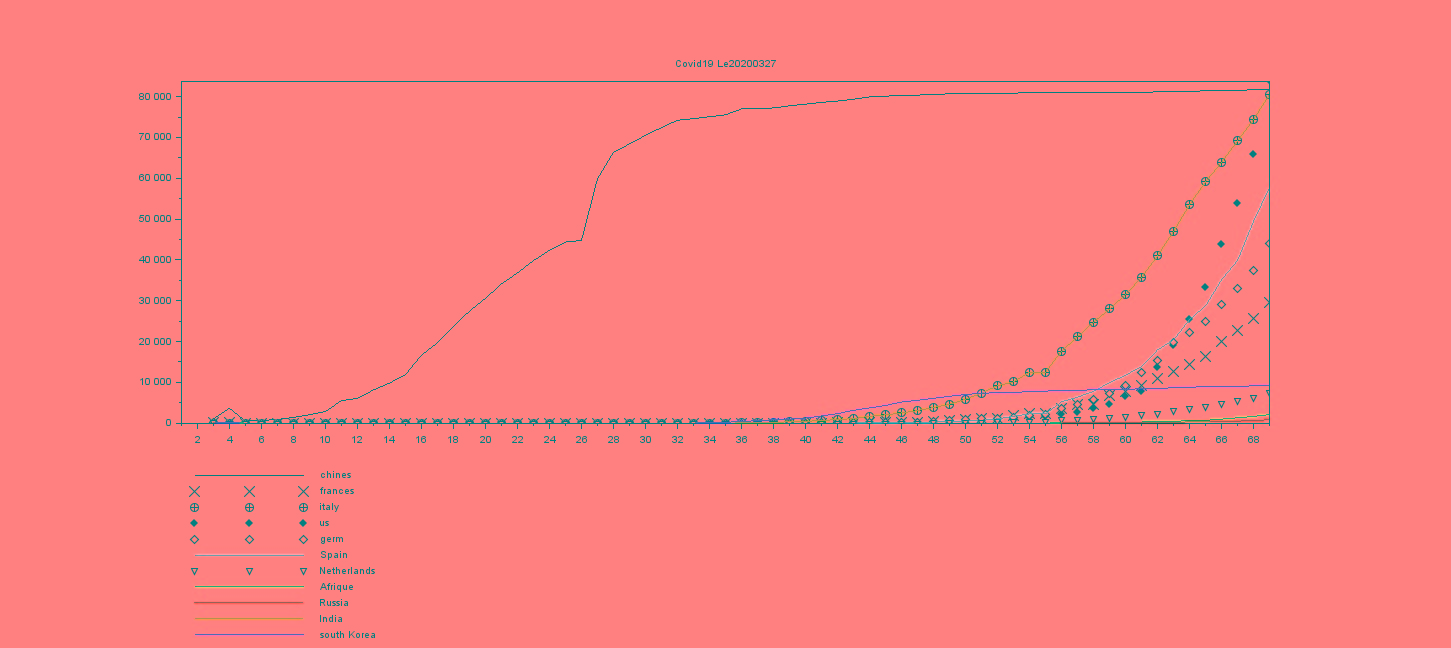 Covid19 Le20200327
80 000
70 000
60 000
50 000
40 000
30 000
20 000
10 000
0
2 4 6 8 10 12 14 16 18 20 22 24 26 28 30 32 34 36 38 40 42 44 46 48 50 52 54 56 58 60 62 64 66 68
chines
frances
italy
us
germ
Spain
Netherlands
Afrique
Russia
India
south Korea